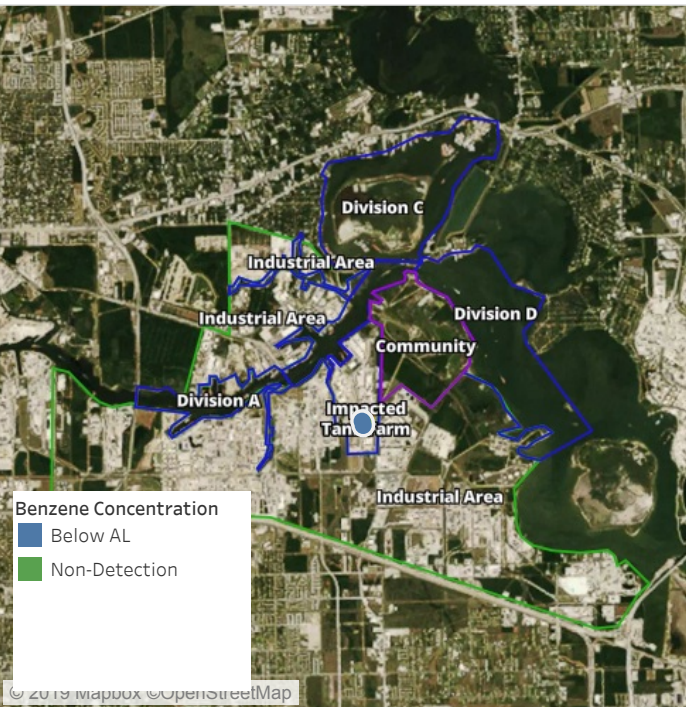 Division C
Industrial Area
Division D
Industrial Area
Community
Division A
Impacted
Tank Farm
Industrial Area
Benzene Concentration
Below AL
Non-Detection
© 2019 Mapbox ©OpenStreetMap